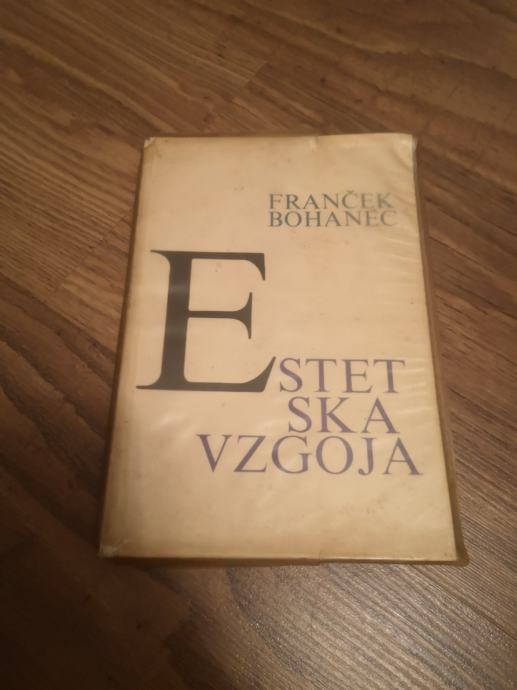 FRANČEK
BOHANEC
ESTET
SKA
VZGOJA